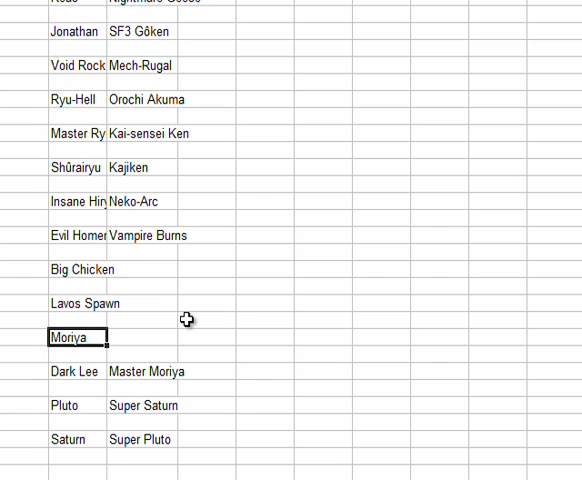 Jonathan SF3 Gôken
Void Rock Mech-Rugal
Ryu-Hell Orochi Akuma
Master Ry Kai-sensei Ken
Shûrairyu Kajiken
Insane Hiry Neko-Arc
Evil Homer Vampire Burns
Big Chicken
Lavos Spawn
Moriya
Dark Lee Master Moriya
Pluto Super Saturn
Saturn Super Pluto